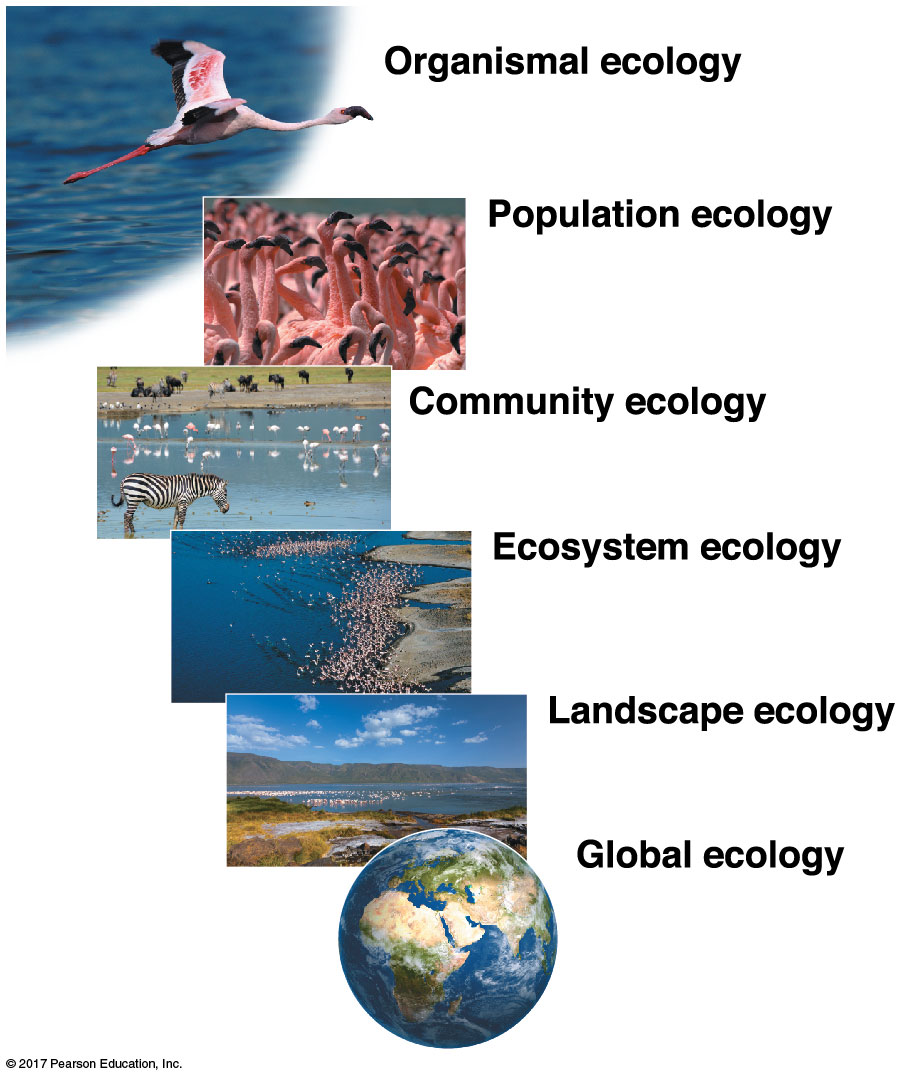 Organismal ecology
Population ecology
Community ecology
Ecosystem ecology
Landscape ecology
Global ecology
© 2017 Pearson Education, Inc.